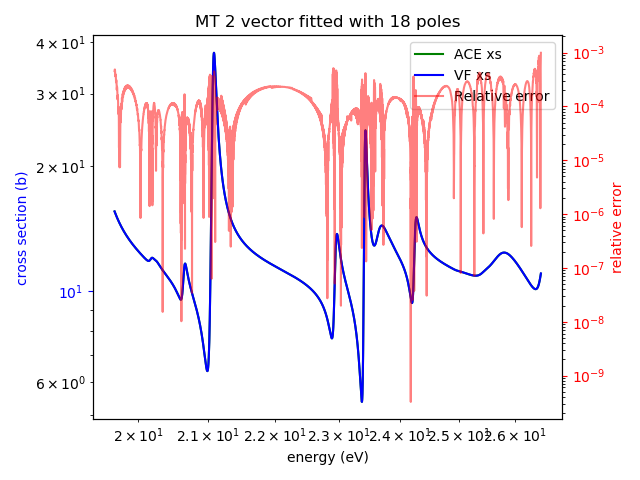 MT 2 vector fitted with 18 poles
ACE xs
VF xs
Relative error
4 × 10¹
3 × 10¹
2 × 10¹
10¹
6 × 10⁰
cross section (b)
10⁻³
10⁻⁴
10⁻⁵
10⁻⁶
10⁻⁷
10⁻⁸
10⁻⁹
relative error
2 × 10¹ 2.1 × 10¹ 2.2 × 10¹ 2.3 × 10¹ 2.4 × 10¹ 2.5 × 10¹ 2.6 × 10¹
energy (eV)